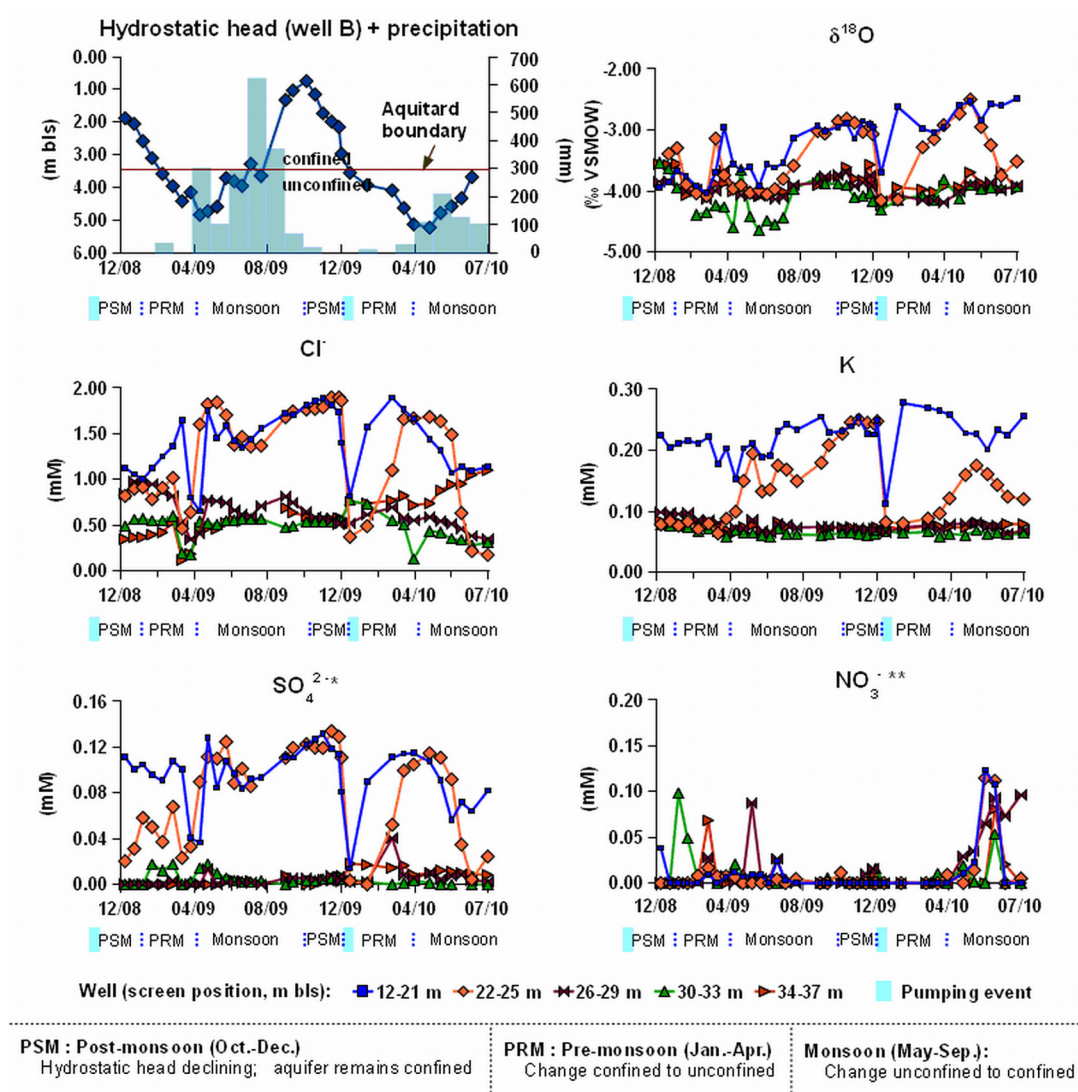 Hydrostatic head (well B) + precipitation
0.00
1.00
2.00
3.00
4.00
5.00
6.00
(m bls)
700
600
500
400
300
200
100
0
(mm)
Aquitard
boundary
confined
unconfined
12/08 04/09 08/09 12/09 04/10 07/10
PSM PRM Monsoon PSM PRM Monsoon
δ¹⁸O
-2.00
-3.00
-4.00
-5.00
(‰ VSMOW)
12/08 04/09 08/09 12/09 04/10 07/10
PSM PRM Monsoon PSM PRM Monsoon
Cl⁻
2.00
1.50
1.00
0.50
0.00
(mM)
12/08 04/09 08/09 12/09 04/10 07/10
PSM PRM Monsoon PSM PRM Monsoon
K
0.30
0.20
0.10
0.00
(mM)
12/08 04/09 08/09 12/09 04/10 07/10
PSM PRM Monsoon PSM PRM Monsoon
SO₄²⁻*
0.16
0.12
0.08
0.04
0.00
(mM)
12/08 04/09 08/09 12/09 04/10 07/10
PSM PRM Monsoon PSM PRM Monsoon
NO₃⁻ **
0.20
0.15
0.10
0.05
0.00
(mM)
12/08 04/09 08/09 12/09 04/10 07/10
PSM PRM Monsoon PSM PRM Monsoon
Well (screen position, m bls): 12-21 m 22-25 m 26-29 m 30-33 m 34-37 m Pumping event
PSM : Post-monsoon (Oct.-Dec.)
Hydrostatic head declining; aquifer remains confined
PRM : Pre-monsoon (Jan.-Apr.)
Change confined to unconfined
Monsoon (May-Sep.):
Change unconfined to confined